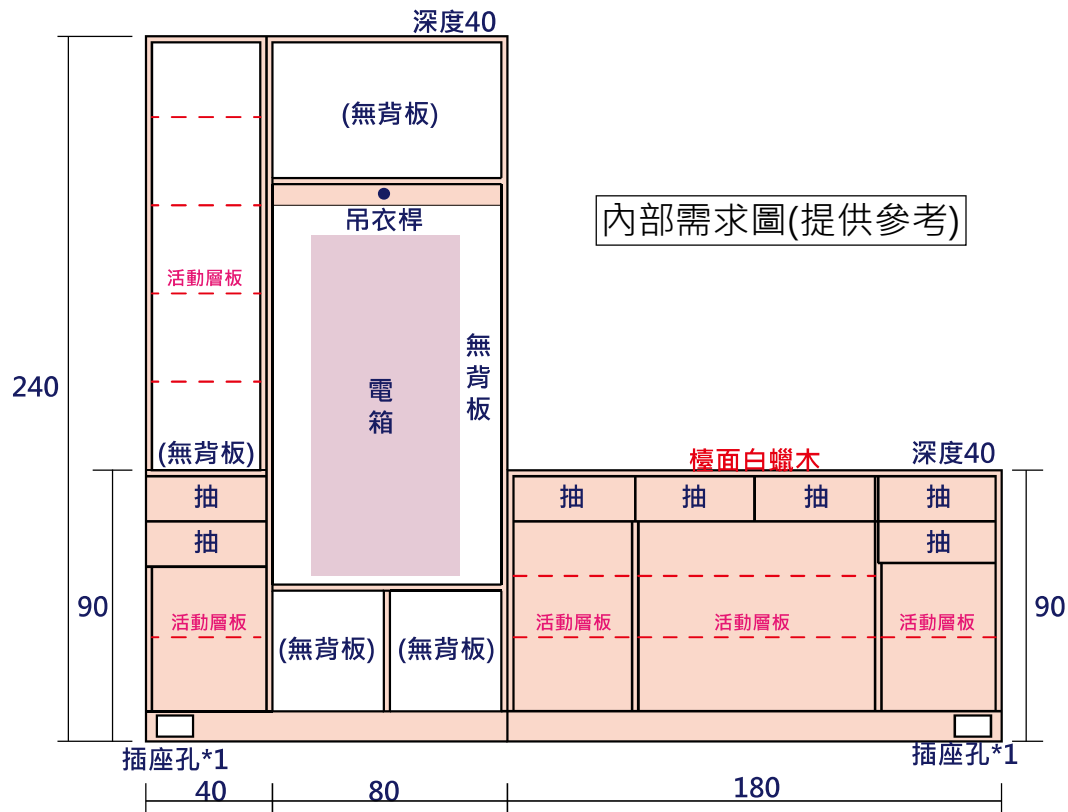 深度40
(無背板)
吊衣桿
內部需求圖(提供參考)
活動層板
無背板
電箱
240
(無背板)
檯面白蠟木
深度40
抽
抽
抽
抽
抽
抽
抽
90
90
活動層板
活動層板
活動層板
活動層板
(無背板)
(無背板)
插座孔*1
插座孔*1
40
80
180